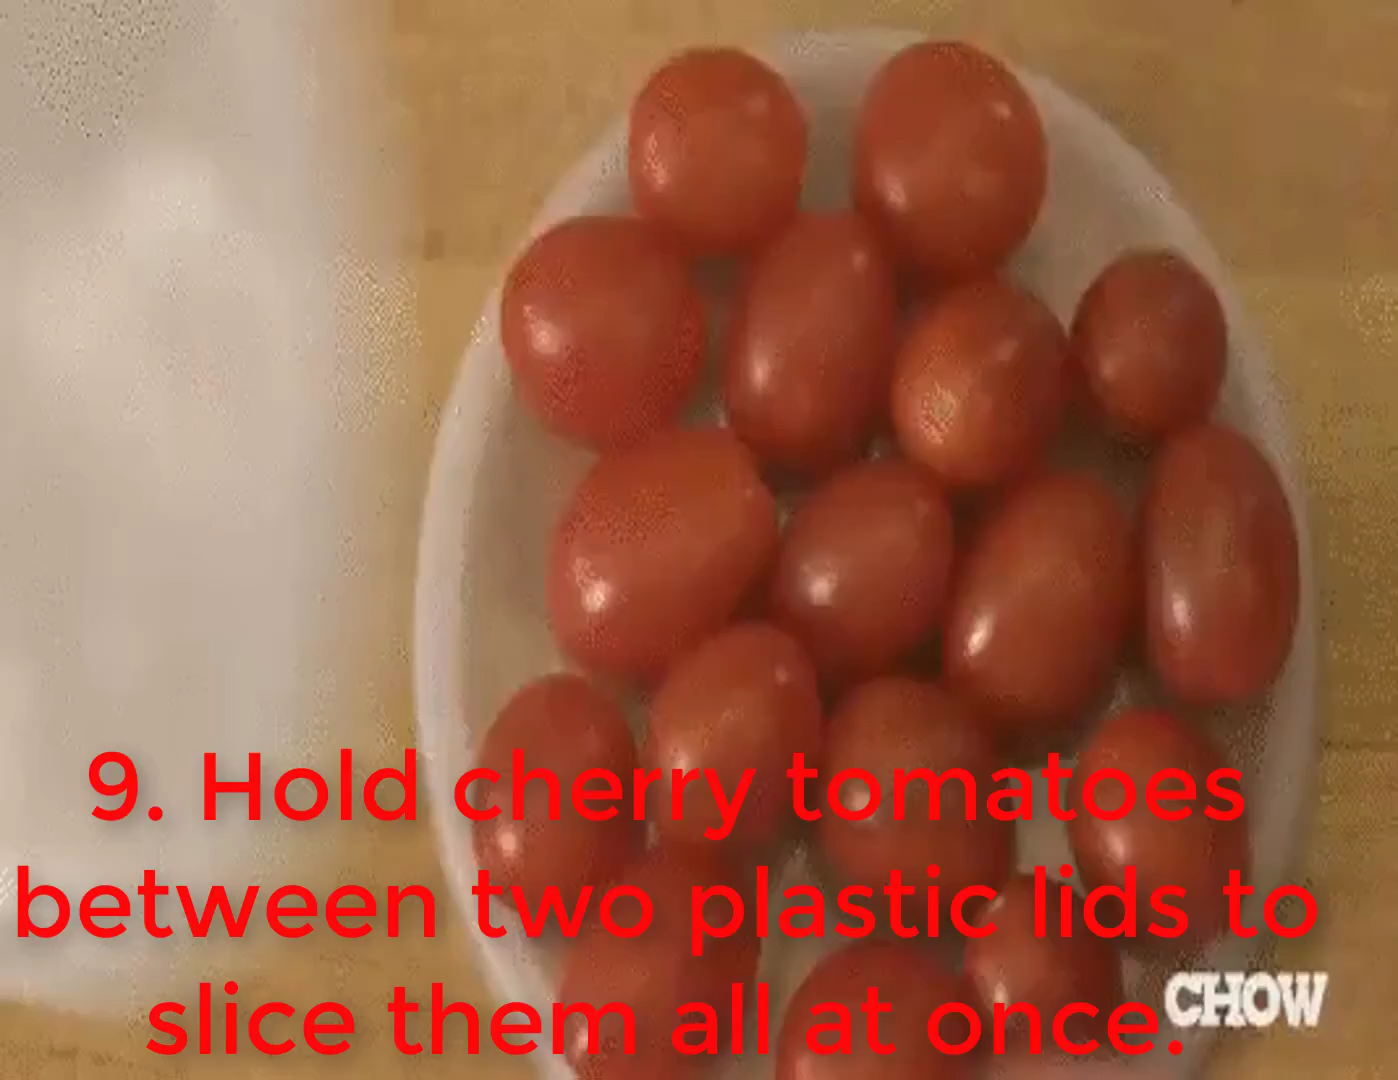 9. Hold cherry tomatoes
between two plastic lids to
slice them all at once.
CHOW